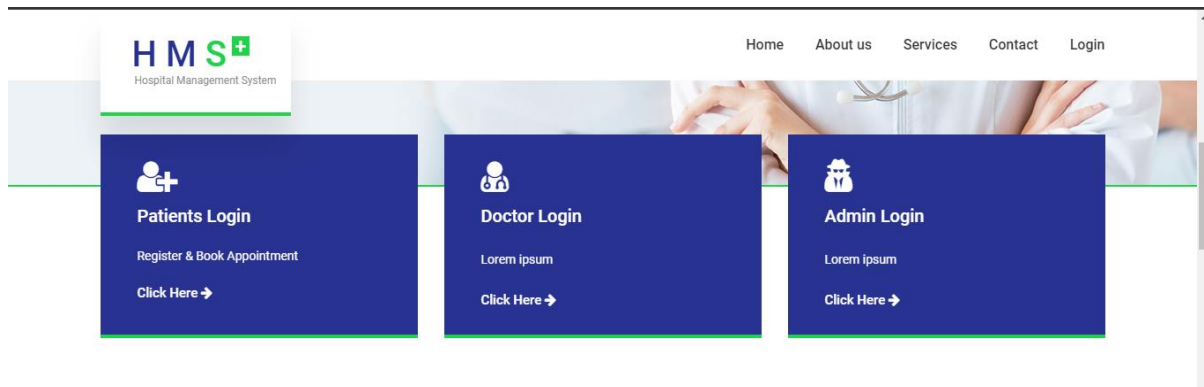 H M S
Hospital Management System
Home About us Services Contact Login
Patients Login
Register & Book Appointment
Click Here
Doctor Login
Lorem ipsum
Click Here
Admin Login
Lorem ipsum
Click Here